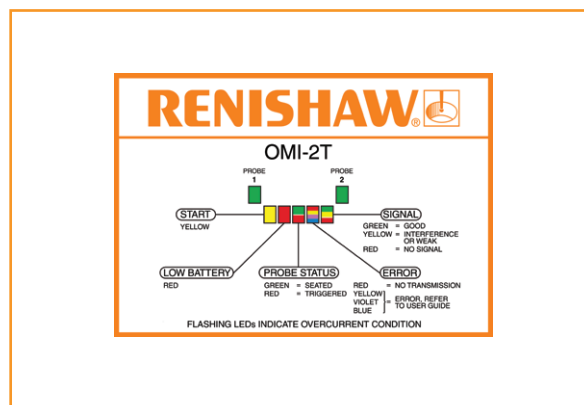 RENISHAW®
OMI-2T
PROBE 1
PROBE 2
START
YELLOW
SIGNAL
GREEN = GOOD
YELLOW = INTERFERENCE
OR WEAK
RED = NO SIGNAL
LOW BATTERY
RED
PROBE STATUS
GREEN = SEATED
RED = TRIGGERED
ERROR
RED = NO TRANSMISSION
YELLOW
VIOLET = ERROR, REFER
BLUE TO USER GUIDE
FLASHING LEDs INDICATE OVERCURRENT CONDITION